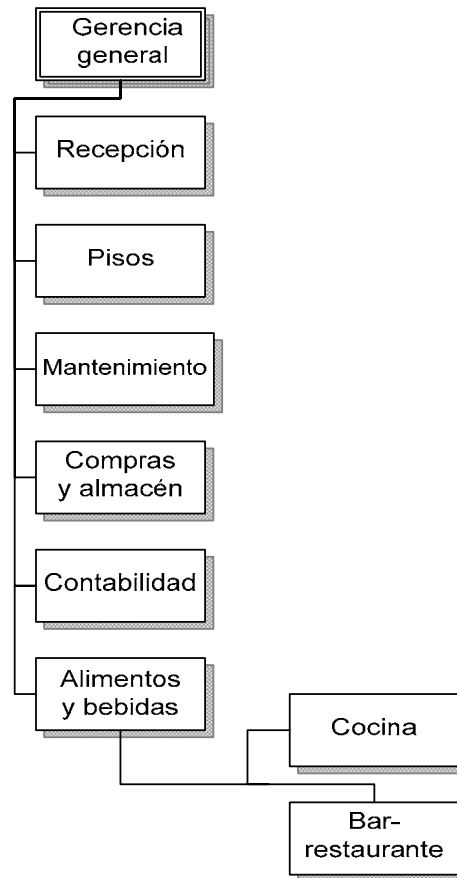 Gerencia
general
Recepción
Pisos
Mantenimiento
Compras
y almacén
Contabilidad
Alimentos
y bebidas
Cocina
Bar-
restaurante